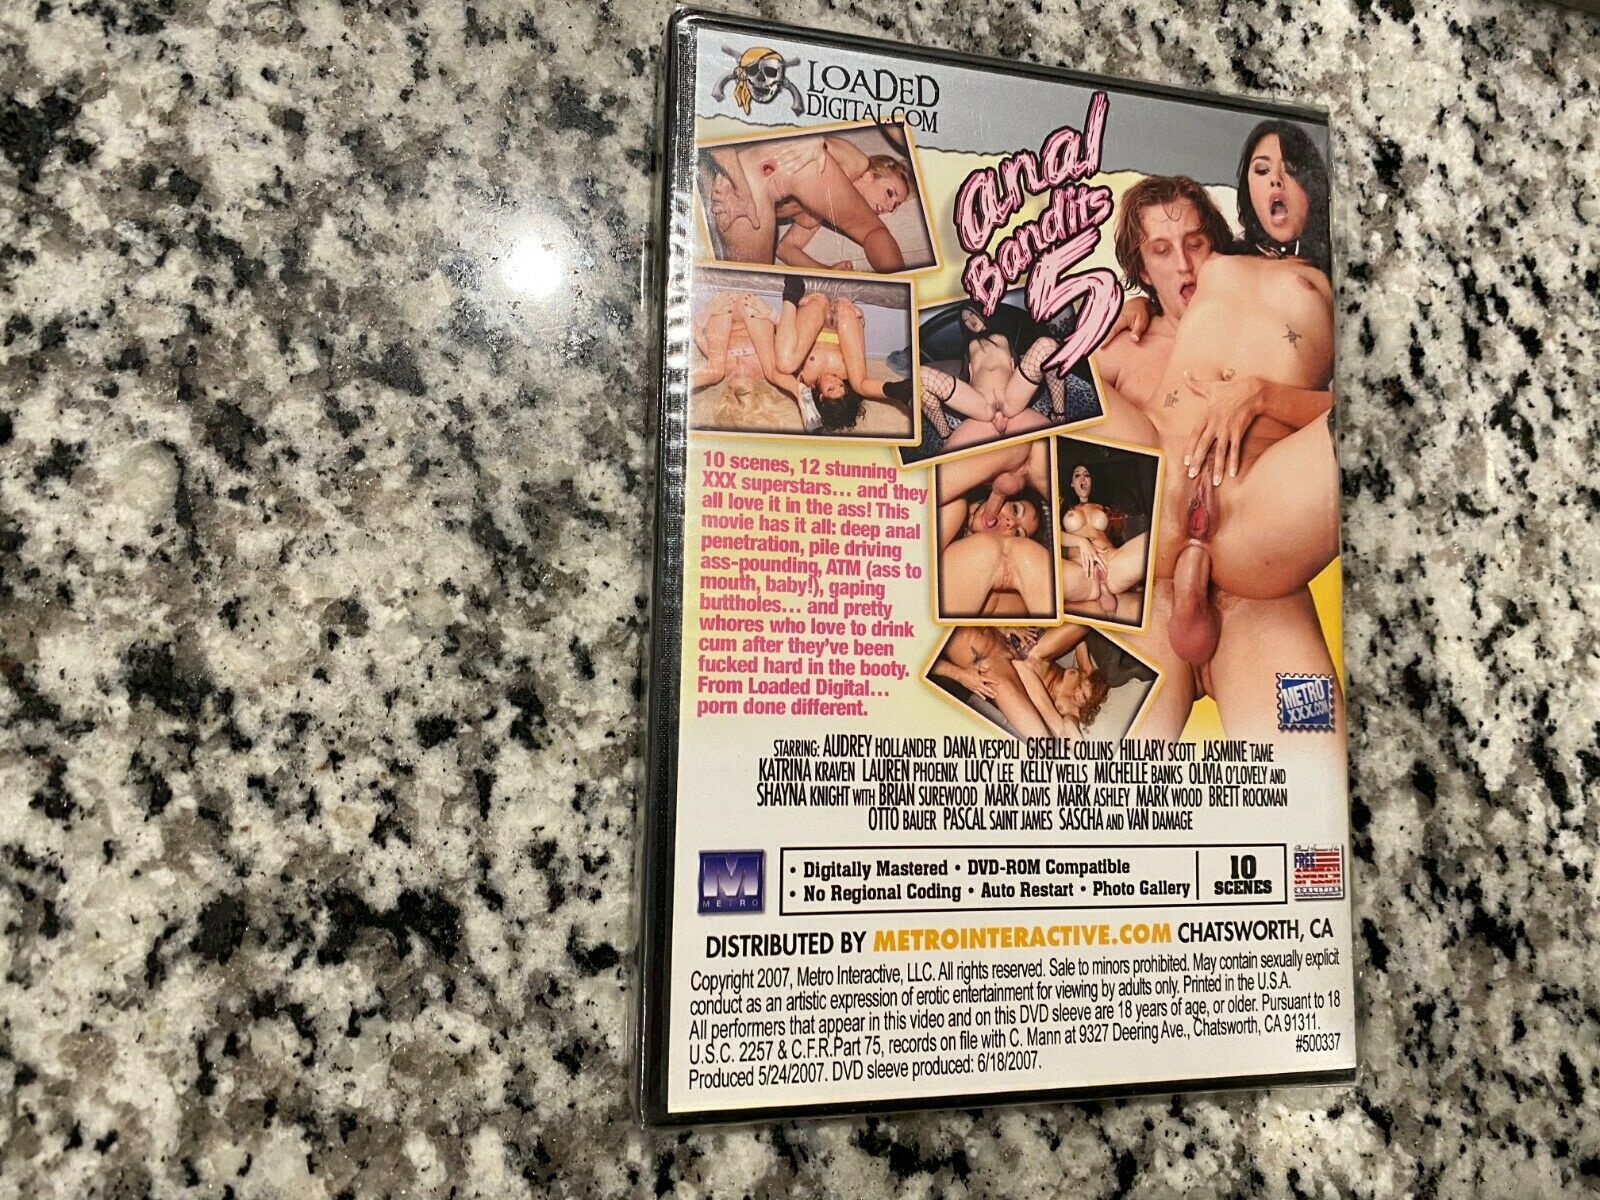 LOADED
DIGITAL.COM
anal
Bandits
5
10 scenes, 12 stunning
XXX superstars... and they
all love it in the ass! This
movie has it all: deep anal
penetration, pile driving
ass-pounding, ATM (ass to
mouth, baby!), gaping
buttholes... and pretty
whores who love to drink
cum after they've been
fucked hard in the booty.
From Loaded Digital...
porn done different.
METRO
XXX.COM
STARRING: AUDREY HOLLANDER DANA VESPOLI GISELLE COLLINS HILLARY SCOTT JASMINE TAME
KATRINA KRAVEN LAUREN PHOENIX LUCY LEE KELLY WELLS MICHELLE BANKS OLIVIA O'LOVELY AND
SHAYNA KNIGHT WITH BRIAN SUREWOOD MARK DAVIS MARK ASHLEY MARK WOOD BRETT ROCKMAN
OTTO BAUER PASCAL SAINT JAMES SASCHA AND VAN DAMAGE
M
METRO
• Digitally Mastered • DVD-ROM Compatible
• No Regional Coding • Auto Restart • Photo Gallery
10
SCENES
FREE
SPEECH
COALITION
DISTRIBUTED BY METROINTERACTIVE.COM CHATSWORTH, CA
Copyright 2007, Metro Interactive, LLC. All rights reserved. Sale to minors prohibited. May contain sexually explicit
conduct as an artistic expression of erotic entertainment for viewing by adults only. Printed in the U.S.A.
All performers that appear in this video and on this DVD sleeve are 18 years of age, or older. Pursuant to 18
U.S.C. 2257 & C.F.R.Part 75, records on file with C. Mann at 9327 Deering Ave., Chatsworth, CA 91311.
Produced 5/24/2007. DVD sleeve produced: 6/18/2007.
#500337